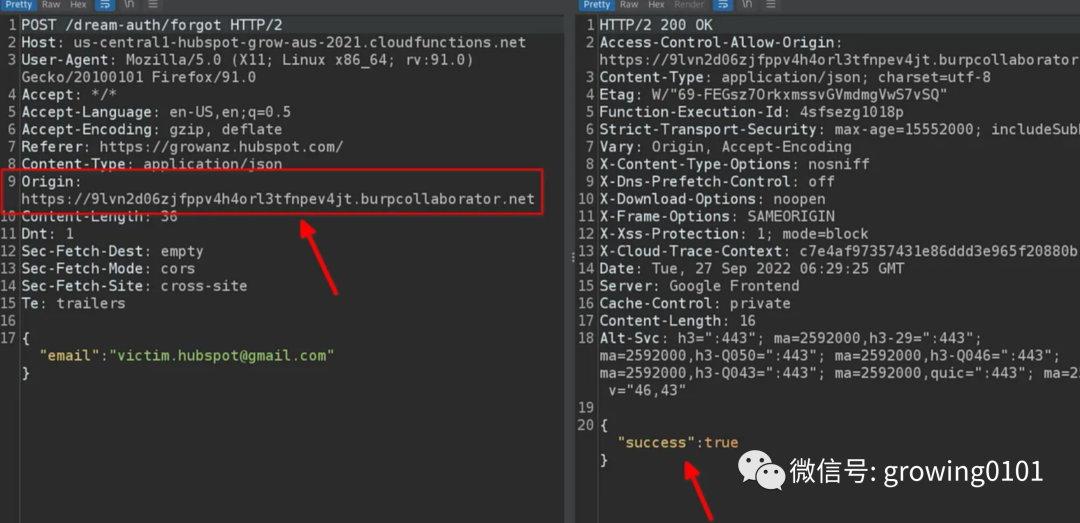 Pretty Raw Hex \n
1 POST /dream-auth/forgot HTTP/2
2 Host: us-central1-hubspot-grow-aus-2021.cloudfunctions.net
3 User-Agent: Mozilla/5.0 (X11; Linux x86_64; rv:91.0)
Gecko/20100101 Firefox/91.0
4 Accept: */*
5 Accept-Language: en-US,en;q=0.5
6 Accept-Encoding: gzip, deflate
7 Referer: https://growanz.hubspot.com/
8 Content-Type: application/json
9 Origin:
https://9lvn2d06zjfppv4h4orl3tfnpev4jt.burpcollaborator.net
10 Content-Length: 36
11 Dnt: 1
12 Sec-Fetch-Dest: empty
13 Sec-Fetch-Mode: cors
14 Sec-Fetch-Site: cross-site
15 Te: trailers
16
17 {
"email":"victim.hubspot@gmail.com"
}
Pretty Raw Hex Render \n
1 HTTP/2 200 OK
2 Access-Control-Allow-Origin:
https://9lvn2d06zjfppv4h4orl3tfnpev4jt.burpcollaborator
3 Content-Type: application/json; charset=utf-8
4 Etag: W/"69-FEGsz7OrkxmssvGVmdmgVwS7vSQ"
5 Function-Execution-Id: 4sfsezg1018p
6 Strict-Transport-Security: max-age=15552000; includeSub
7 Vary: Origin, Accept-Encoding
8 X-Content-Type-Options: nosniff
9 X-Dns-Prefetch-Control: off
10 X-Download-Options: noopen
11 X-Frame-Options: SAMEORIGIN
12 X-Xss-Protection: 1; mode=block
13 X-Cloud-Trace-Context: c7e4af97357431e86ddd3e965f20880b
14 Date: Tue, 27 Sep 2022 06:29:25 GMT
15 Server: Google Frontend
16 Cache-Control: private
17 Content-Length: 16
18 Alt-Svc: h3=":443"; ma=2592000,h3-29=":443";
ma=2592000,h3-Q050=":443"; ma=2592000,h3-Q046=":443";
ma=2592000,h3-Q043=":443"; ma=2592000,quic=":443"; ma=2
v="46,43"
19
20 {
"success":true
}
微信号: growing0101